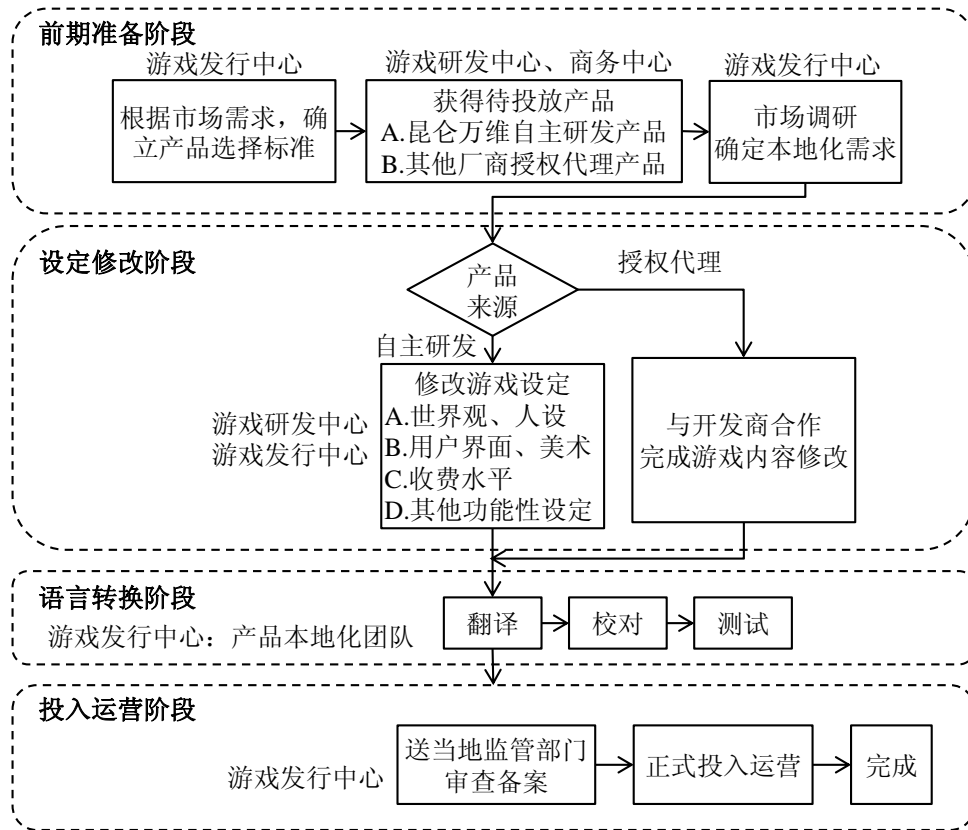 前期准备阶段
游戏发行中心
游戏研发中心、商务中心
游戏发行中心
根据市场需求，确
立产品选择标准
获得待投放产品
A.昆仑万维自主研发产品
B.其他厂商授权代理产品
市场调研
确定本地化需求
设定修改阶段
产品
来源
授权代理
自主研发
游戏研发中心
游戏发行中心
修改游戏设定
A.世界观、人设
B.用户界面、美术
C.收费水平
D.其他功能性设定
与开发商合作
完成游戏内容修改
语言转换阶段
游戏发行中心：产品本地化团队
翻译
校对
测试
投入运营阶段
游戏发行中心
送当地监管部门
审查备案
正式投入运营
完成